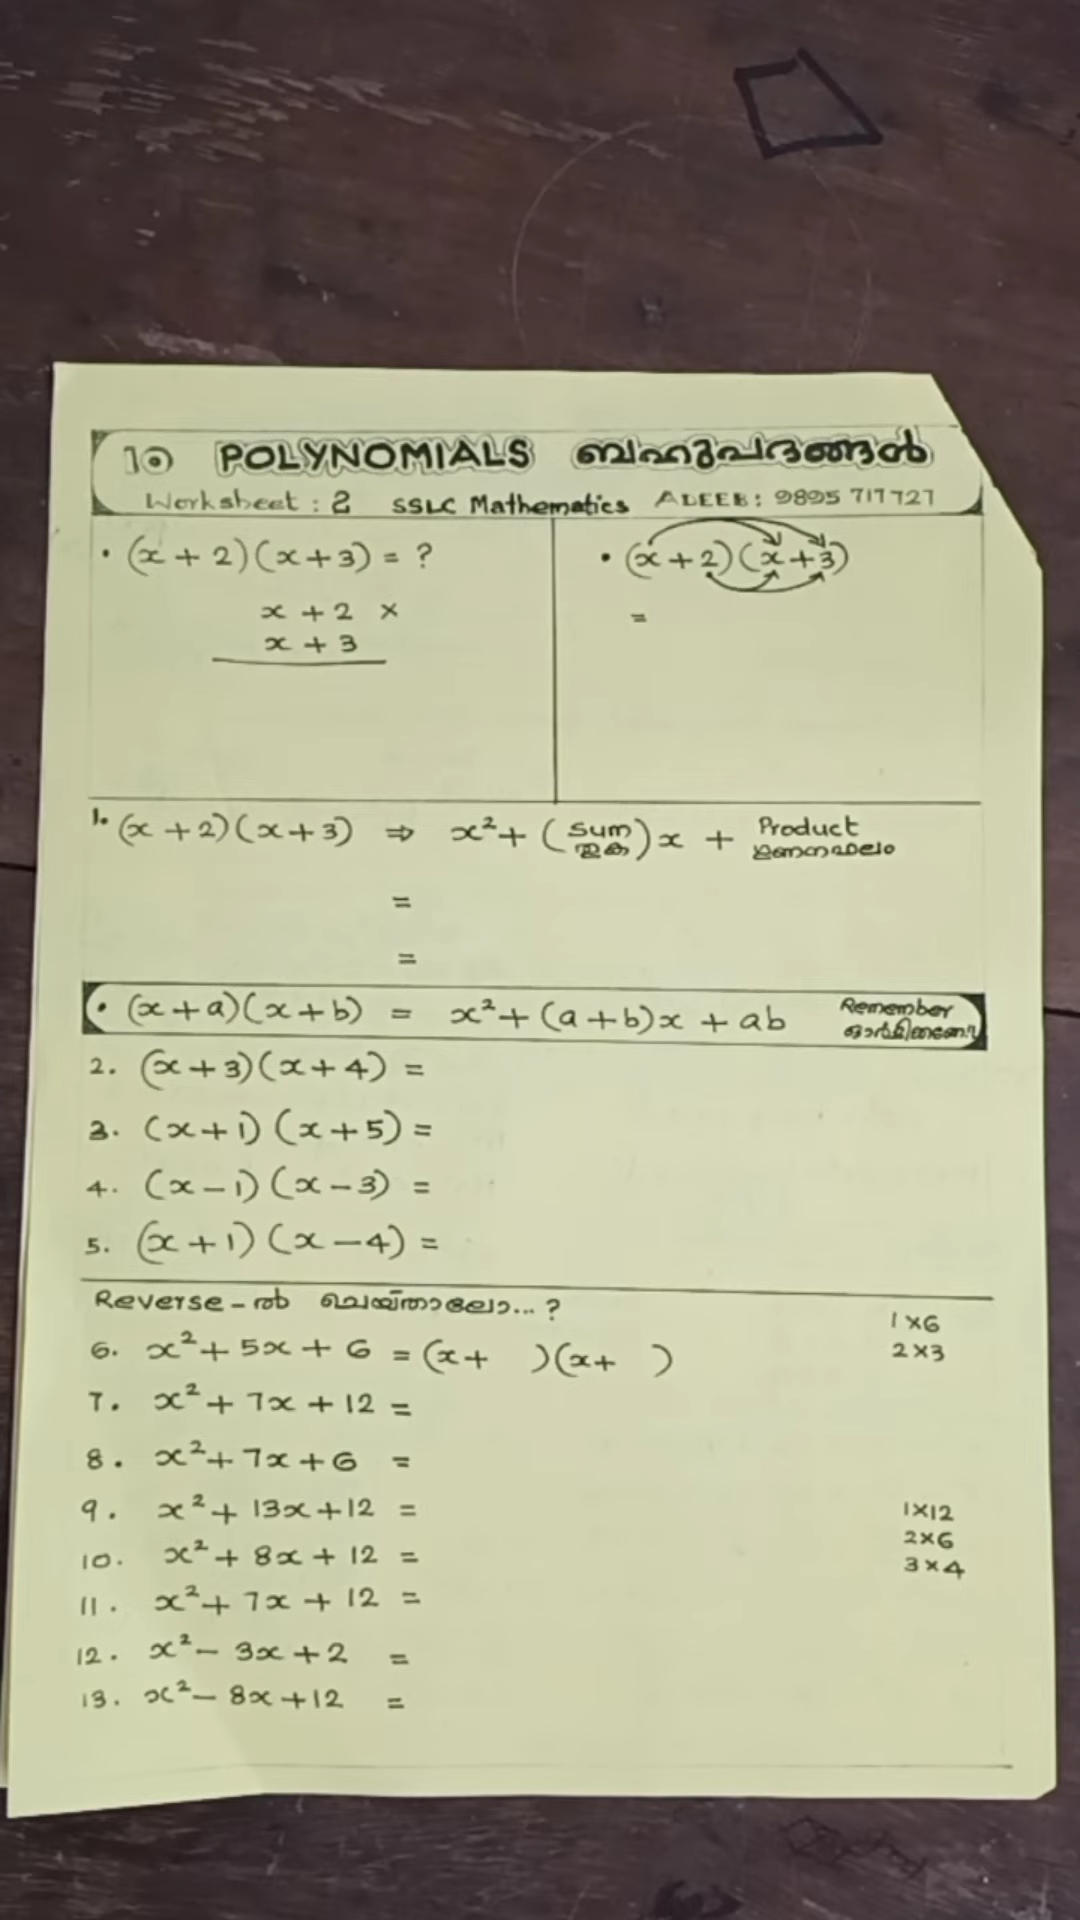 10 POLYNOMIALS ബഹുപദങ്ങൾ
Worksheet : 2 SSLC Mathematics ADEEB: 9895 717727
• (x + 2)(x + 3) = ?
x + 2 ×
x + 3
• (x + 2)(x + 3)
=
1. (x + 2)(x + 3) ⇒ x² + (Sum തുക)x + Product ഗുണനഫലം
=
=
• (x + a)(x + b) = x² + (a + b)x + ab Remember
2. (x + 3)(x + 4) =
3. (x + 1)(x + 5) =
4. (x − 1)(x − 3) =
5. (x + 1)(x − 4) =
Reverse - ൽ ചെയ്താലോ...?
6. x² + 5x + 6 = (x + )(x + )
1×6
2×3
7. x² + 7x + 12 =
8. x² + 7x + 6 =
9. x² + 13x + 12 =
10. x² + 8x + 12 =
1×12
2×6
3×4
11. x² + 7x + 12 =
12. x² − 3x + 2 =
13. x² − 8x + 12 =